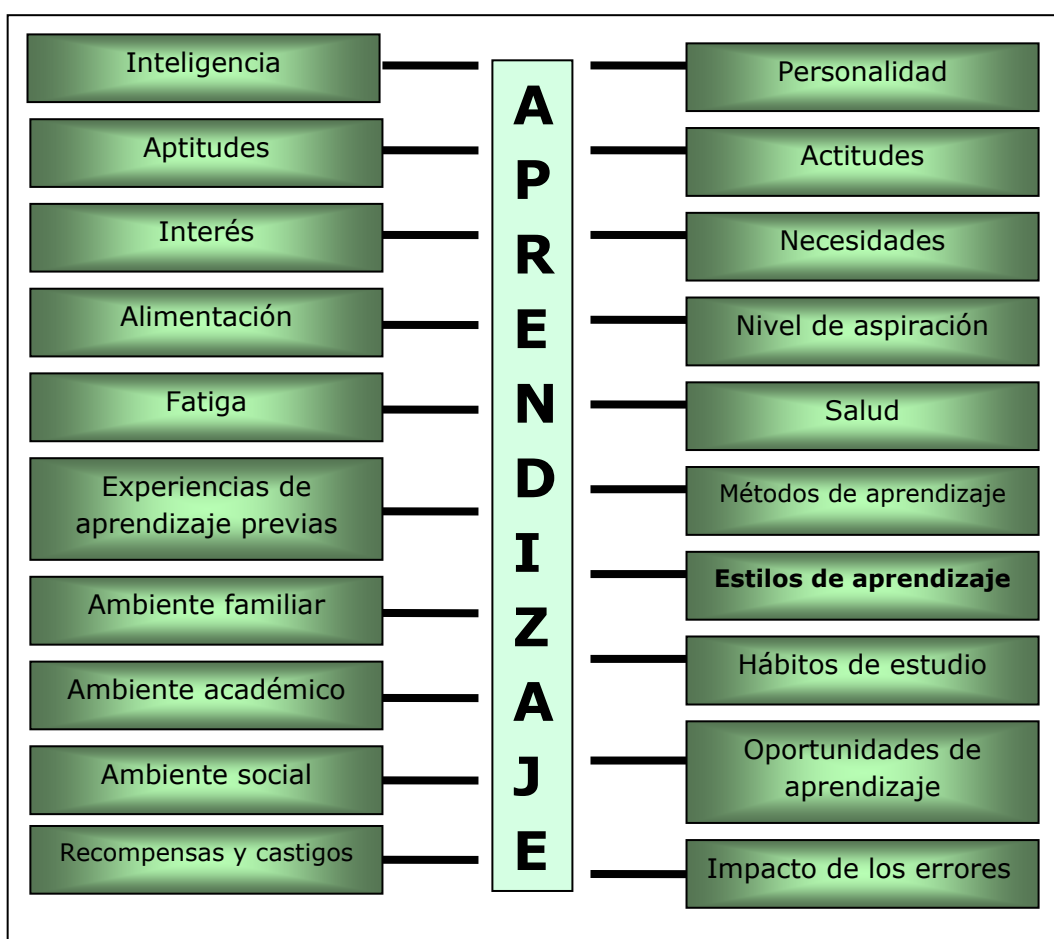 Inteligencia
Aptitudes
Interés
Alimentación
Fatiga
Experiencias de
aprendizaje previas
Ambiente familiar
Ambiente académico
Ambiente social
Recompensas y castigos
A
P
R
E
N
D
I
Z
A
J
E
Personalidad
Actitudes
Necesidades
Nivel de aspiración
Salud
Métodos de aprendizaje
Estilos de aprendizaje
Hábitos de estudio
Oportunidades de
aprendizaje
Impacto de los errores